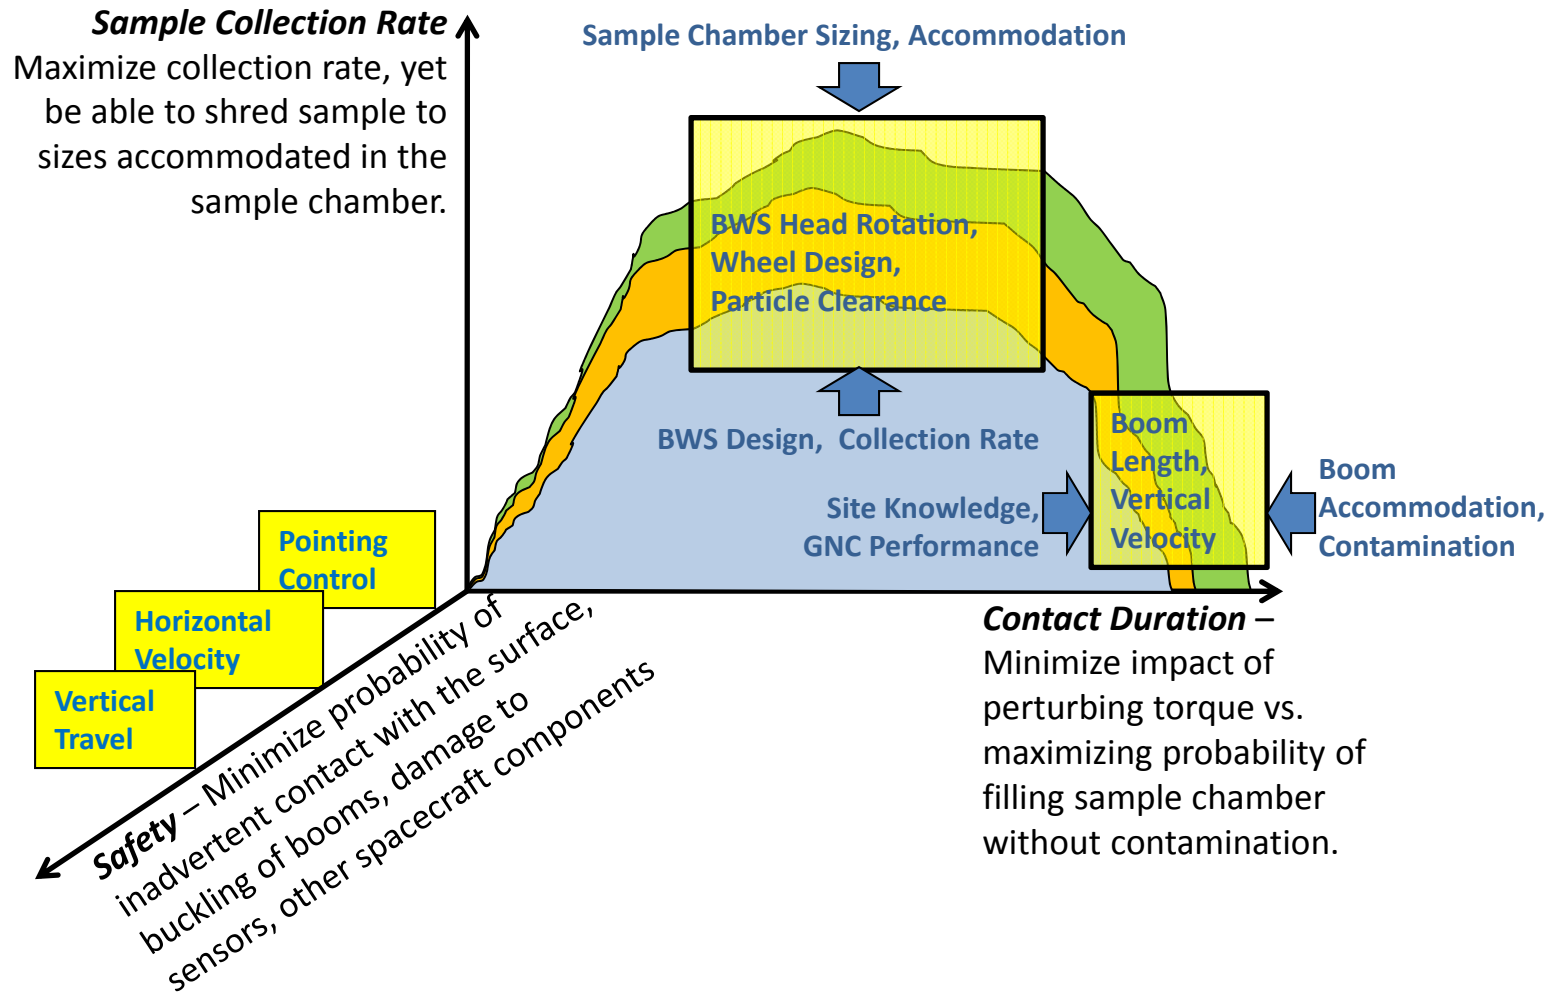 Sample Collection Rate
Maximize collection rate, yet
be able to shred sample to
sizes accommodated in the
sample chamber.
Sample Chamber Sizing, Accommodation
BWS Head Rotation,
Wheel Design,
Particle Clearance
BWS Design,  Collection Rate
Site Knowledge,
GNC Performance
Boom
Length,
Vertical
Velocity
Boom
Accommodation,
Contamination
Pointing
Control
Horizontal
Velocity
Vertical
Travel
Safety – Minimize probability of
inadvertent contact with the surface,
buckling of booms, damage to
sensors, other spacecraft components
Contact Duration –
Minimize impact of
perturbing torque vs.
maximizing probability of
filling sample chamber
without contamination.